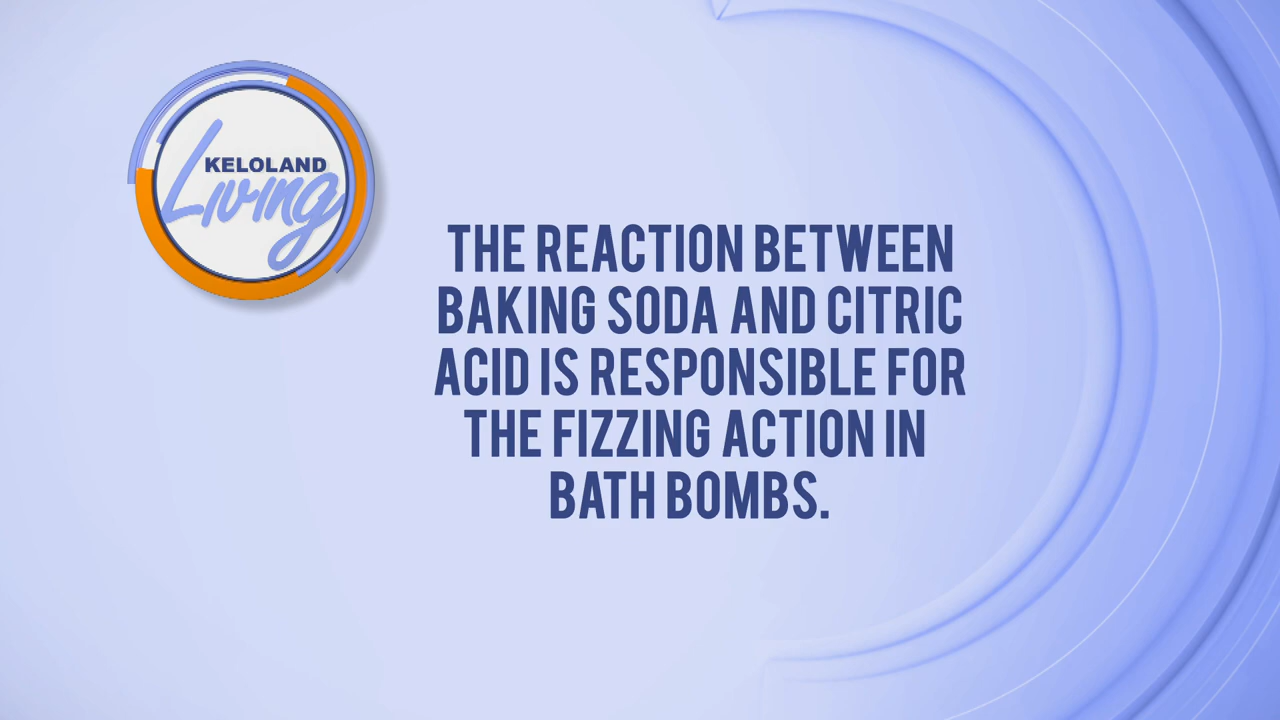 KELOLAND
Living
THE REACTION BETWEEN
BAKING SODA AND CITRIC
ACID IS RESPONSIBLE FOR
THE FIZZING ACTION IN
BATH BOMBS.